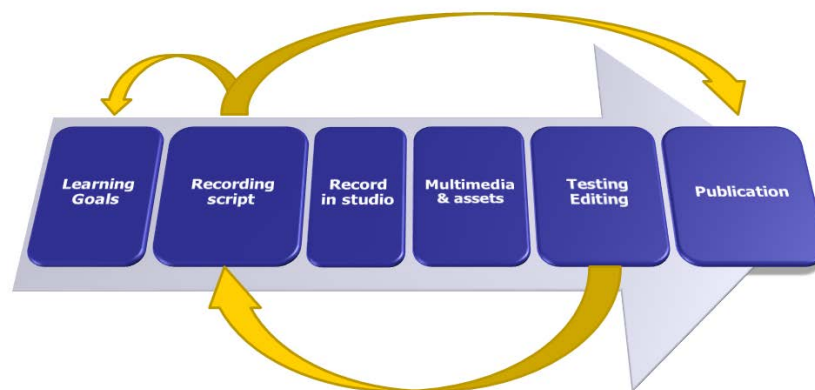 Learning
Goals
Recording
script
Record
in studio
Multimedia
& assets
Testing
Editing
Publication